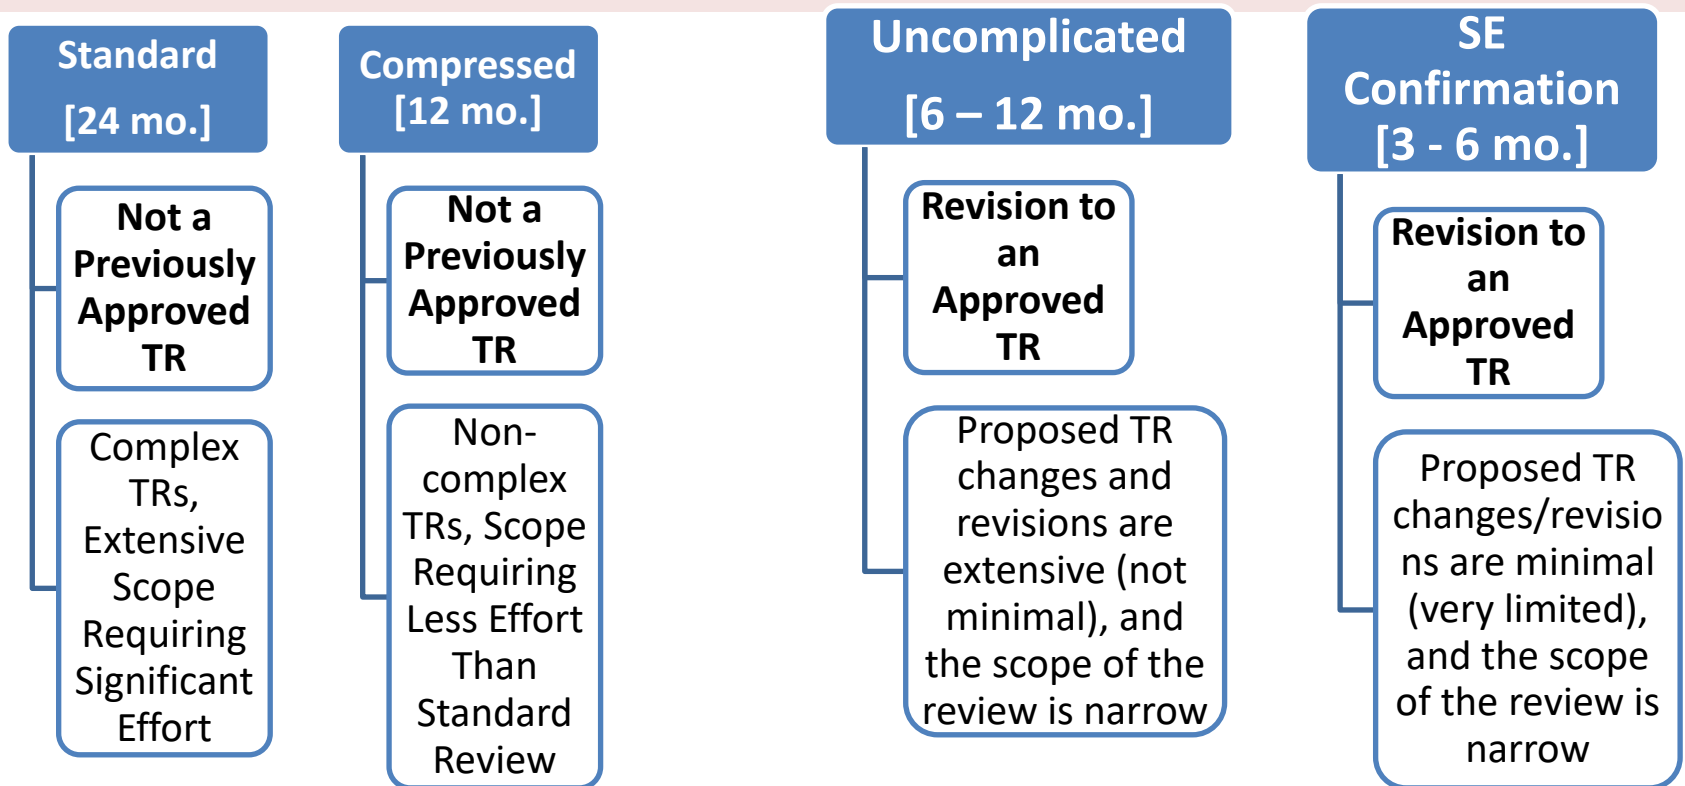 Standard
[24 mo.]
Not a
Previously
Approved
TR
Complex
TRs,
Extensive
Scope
Requiring
Significant
Effort
Compressed
[12 mo.]
Not a
Previously
Approved
TR
Non-
complex
TRs, Scope
Requiring
Less Effort
Than
Standard
Review
Uncomplicated
[6 – 12 mo.]
Revision to
an
Approved
TR
Proposed TR
changes and
revisions are
extensive (not
minimal), and
the scope of the
review is narrow
SE
Confirmation
[3 - 6 mo.]
Revision to
an
Approved
TR
Proposed TR
changes/revisio
ns are minimal
(very limited),
and the scope
of the review is
narrow